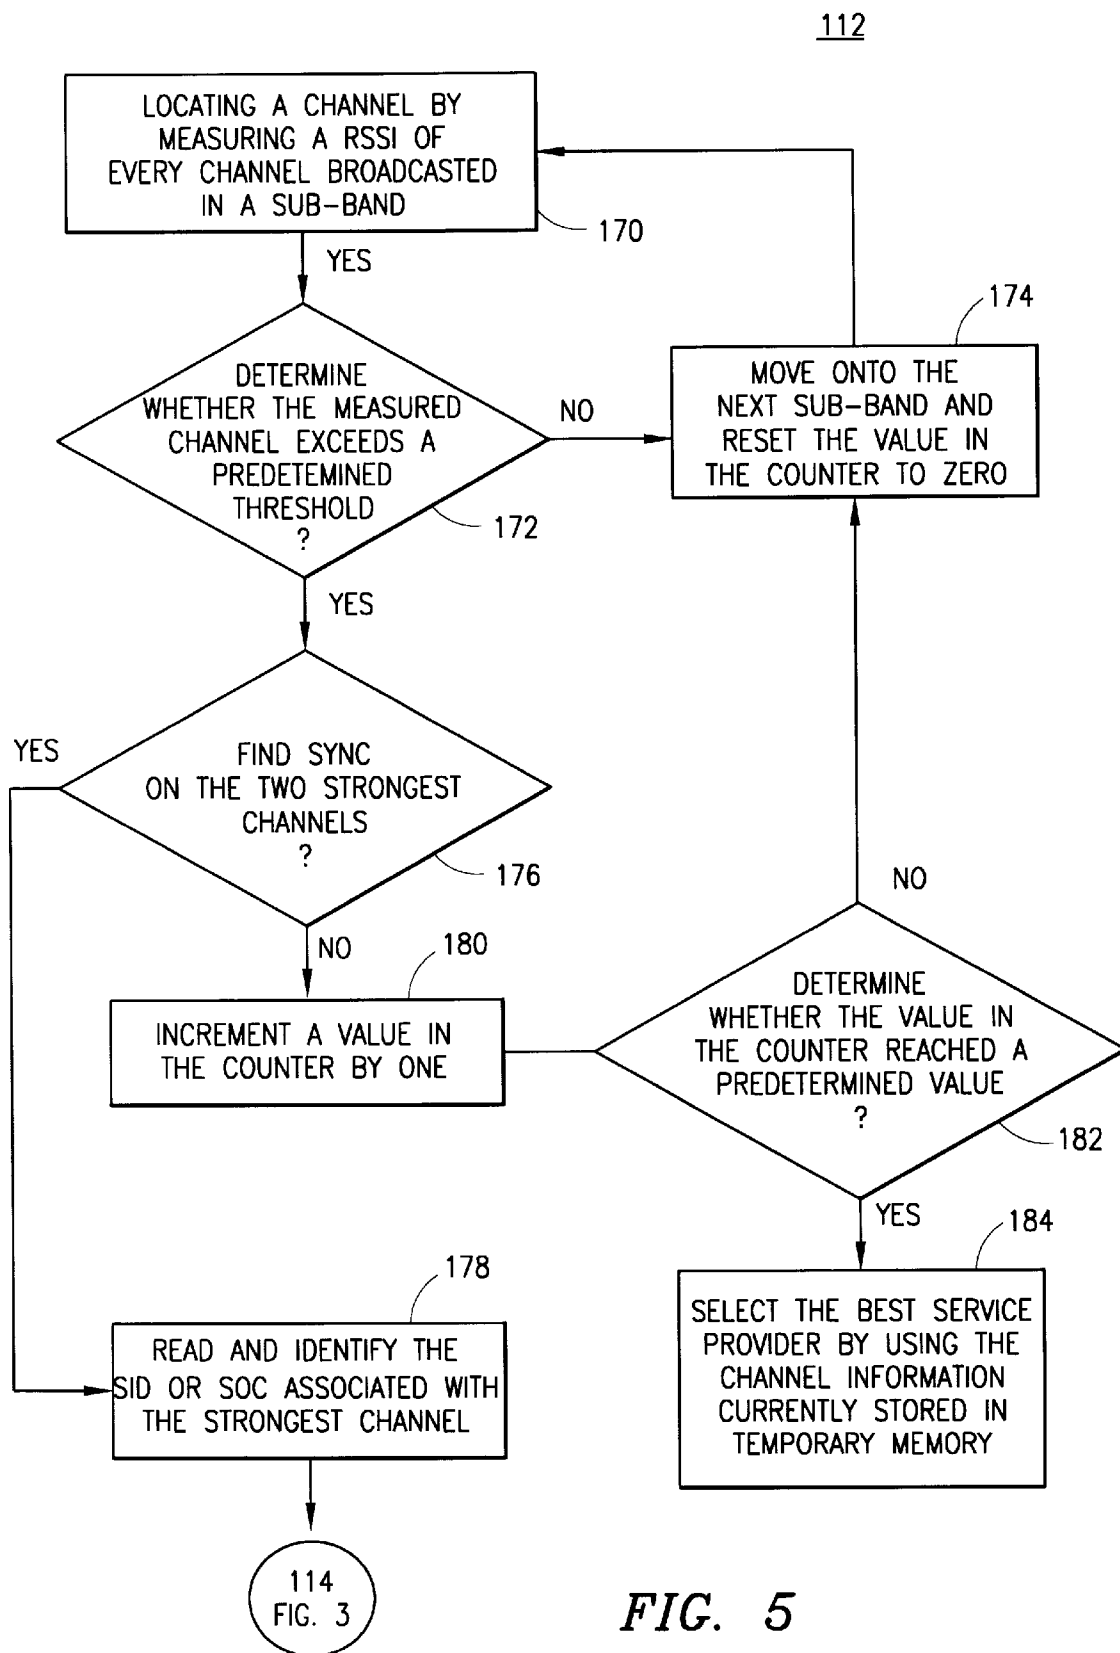 112
LOCATING A CHANNEL BY
MEASURING A RSSI OF
EVERY CHANNEL BROADCASTED
IN A SUB-BAND
170
YES
DETERMINE
WHETHER THE MEASURED
CHANNEL EXCEEDS A
PREDETEMINED
THRESHOLD
?
172
NO
174
MOVE ONTO THE
NEXT SUB-BAND AND
RESET THE VALUE IN
THE COUNTER TO ZERO
YES
YES
FIND SYNC
ON THE TWO STRONGEST
CHANNELS
?
176
NO
180
INCREMENT A VALUE IN
THE COUNTER BY ONE
NO
DETERMINE
WHETHER THE VALUE IN
THE COUNTER REACHED A
PREDETERMINED VALUE
?
182
YES
184
SELECT THE BEST SERVICE
PROVIDER BY USING THE
CHANNEL INFORMATION
CURRENTLY STORED IN
TEMPORARY MEMORY
178
READ AND IDENTIFY THE
SID OR SOC ASSOCIATED WITH
THE STRONGEST CHANNEL
114
FIG. 3
FIG. 5